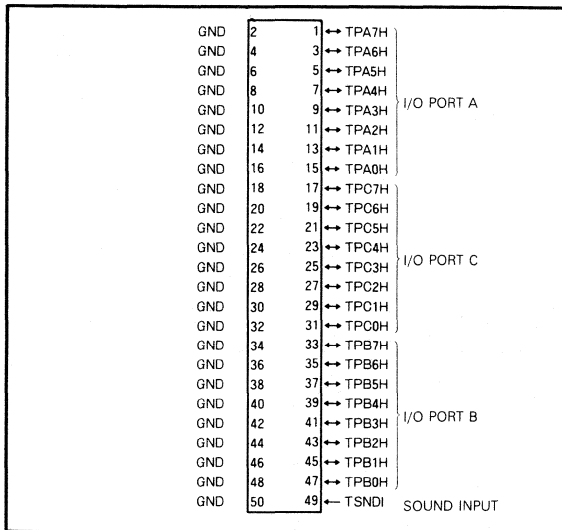 GND 2 1 ↔ TPA7H
GND 4 3 ↔ TPA6H
GND 6 5 ↔ TPA5H
GND 8 7 ↔ TPA4H
I/O PORT A
GND 10 9 ↔ TPA3H
GND 12 11 ↔ TPA2H
GND 14 13 ↔ TPA1H
GND 16 15 ↔ TPA0H
GND 18 17 ↔ TPC7H
GND 20 19 ↔ TPC6H
GND 22 21 ↔ TPC5H
GND 24 23 ↔ TPC4H
I/O PORT C
GND 26 25 ↔ TPC3H
GND 28 27 ↔ TPC2H
GND 30 29 ↔ TPC1H
GND 32 31 ↔ TPC0H
GND 34 33 ↔ TPB7H
GND 36 35 ↔ TPB6H
GND 38 37 ↔ TPB5H
GND 40 39 ↔ TPB4H
I/O PORT B
GND 42 41 ↔ TPB3H
GND 44 43 ↔ TPB2H
GND 46 45 ↔ TPB1H
GND 48 47 ↔ TPB0H
GND 50 49 ← TSNDI SOUND INPUT